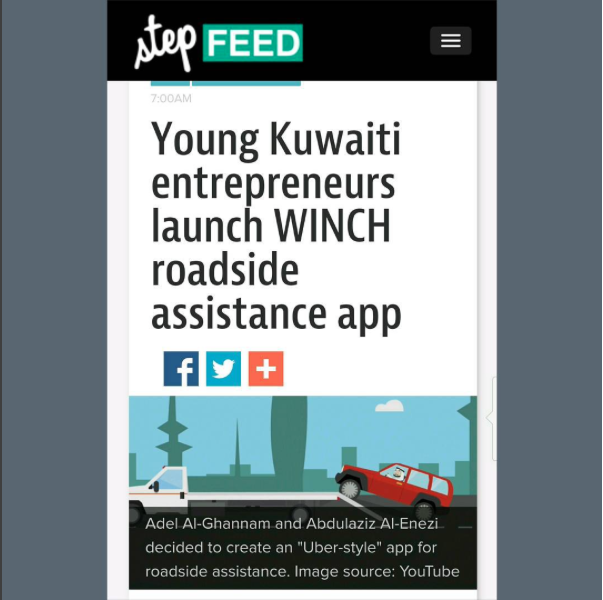 step FEED
7:00AM
Young Kuwaiti
entrepreneurs
launch WINCH
roadside
assistance app
Adel Al-Ghannam and Abdulaziz Al-Enezi
decided to create an "Uber-style" app for
roadside assistance. Image source: YouTube